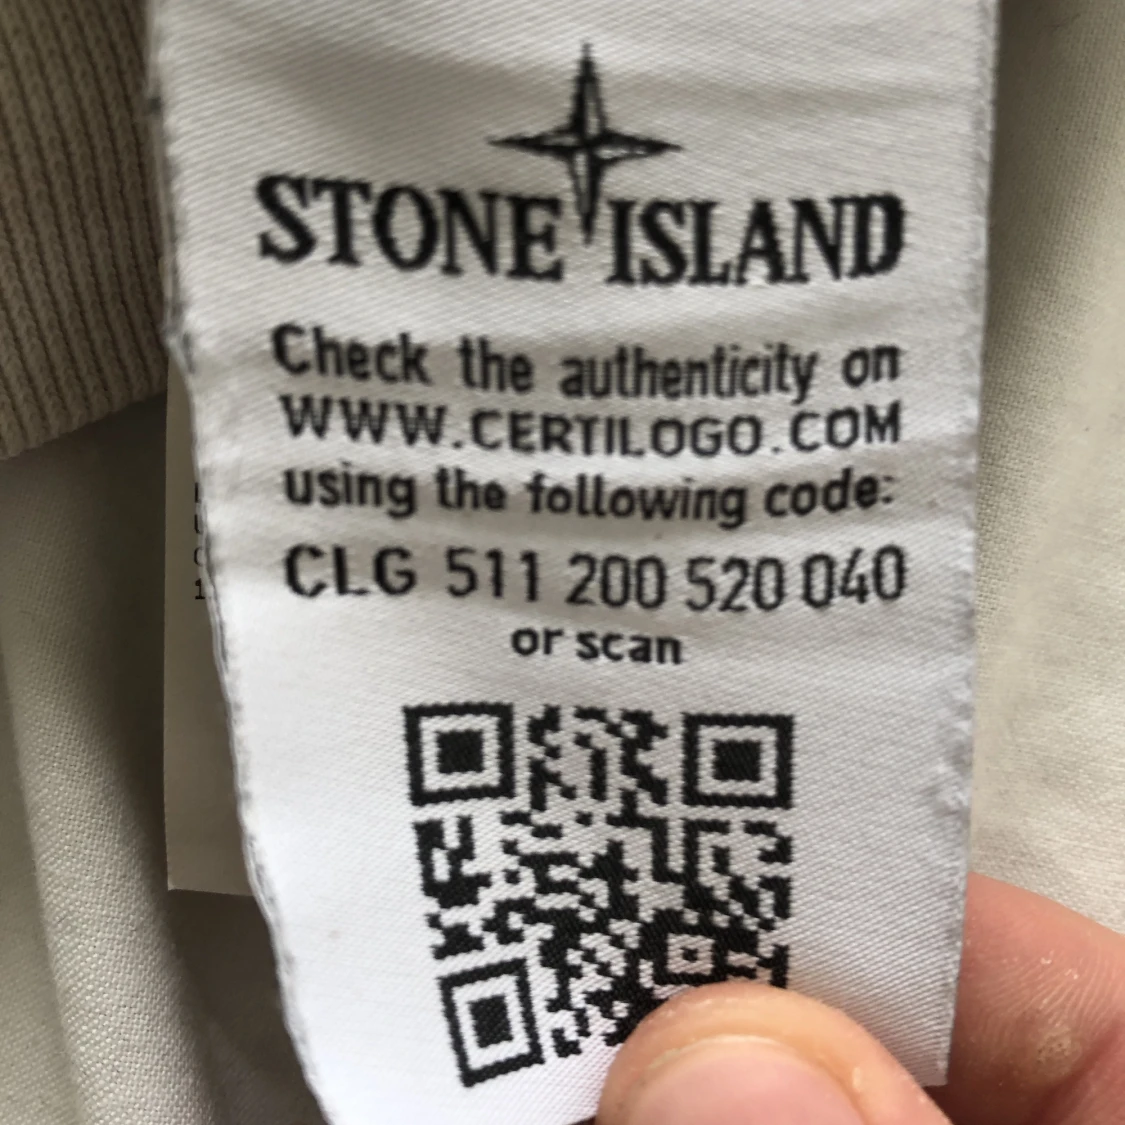 STONE ISLAND
Check the authenticity on
WWW.CERTILOGO.COM
using the following code:
CLG 511 200 520 040
or scan